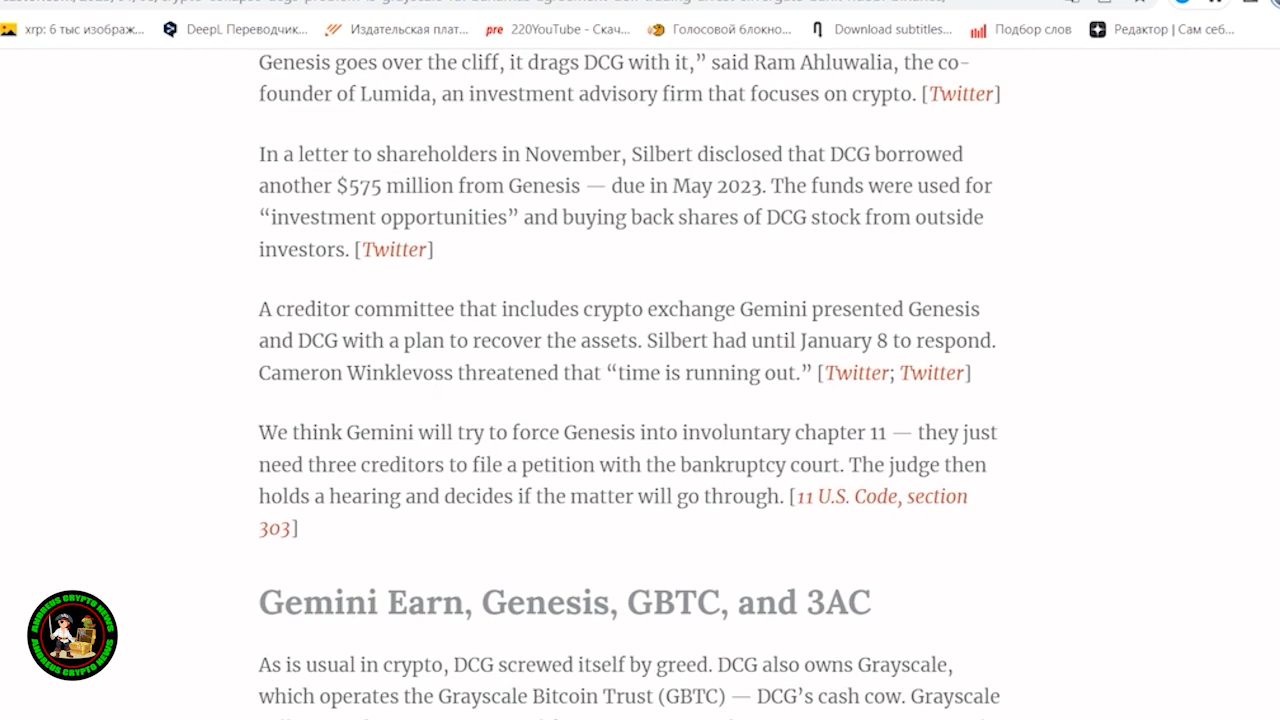 xrp: 6 тыс изображ...
DeepL Переводчик...
Издательская плат...
pre 220YouTube - Скач...
Голосовой блокно...
Download subtitles...
Подбор слов
Редактор | Сам себ...
Genesis goes over the cliff, it drags DCG with it,” said Ram Ahluwalia, the co-
founder of Lumida, an investment advisory firm that focuses on crypto. [Twitter]
In a letter to shareholders in November, Silbert disclosed that DCG borrowed
another $575 million from Genesis — due in May 2023. The funds were used for
“investment opportunities” and buying back shares of DCG stock from outside
investors. [Twitter]
A creditor committee that includes crypto exchange Gemini presented Genesis
and DCG with a plan to recover the assets. Silbert had until January 8 to respond.
Cameron Winklevoss threatened that “time is running out.” [Twitter; Twitter]
We think Gemini will try to force Genesis into involuntary chapter 11 — they just
need three creditors to file a petition with the bankruptcy court. The judge then
holds a hearing and decides if the matter will go through. [11 U.S. Code, section
303]
Gemini Earn, Genesis, GBTC, and 3AC
ANDREUS CRYPTO NEWS
ANDREUS CRYPTO NEWS
As is usual in crypto, DCG screwed itself by greed. DCG also owns Grayscale,
which operates the Grayscale Bitcoin Trust (GBTC) — DCG’s cash cow. Grayscale